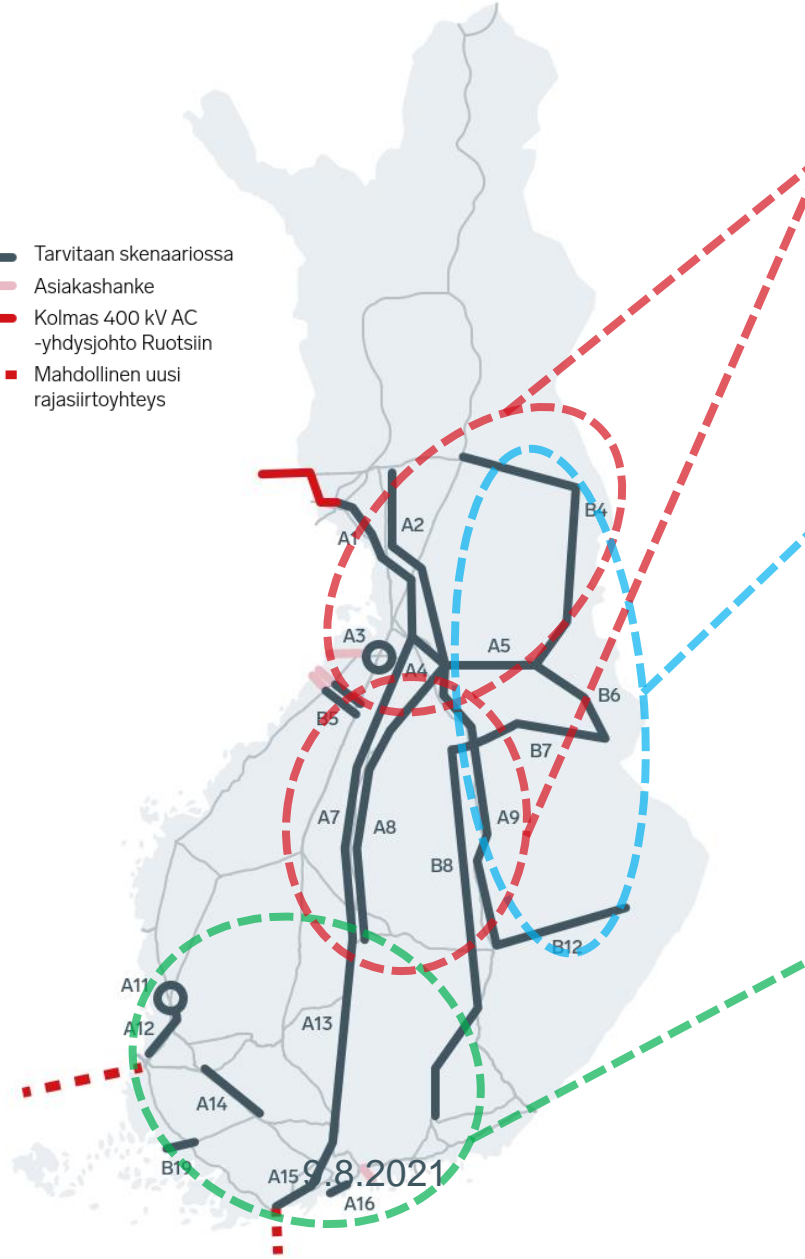 Tarvitaan skenaariossa
Asiakashanke
Kolmas 400 kV AC
-yhdysjohto Ruotsiin
Mahdollinen uusi
rajasiirtoyhteys
B4
A2
A1
A3
A5
A4
B6
B5
B7
A7
A8
A9
B8
B12
A11
A12
A13
A14
B19
A15
9.8.2021
A16